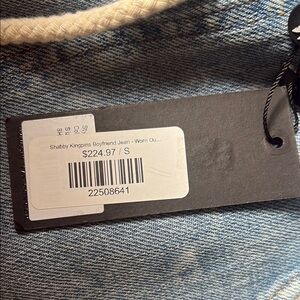 Shabby Kingpins Boyfriend Jean - Worn Ou...
$224.97 / S
22508641